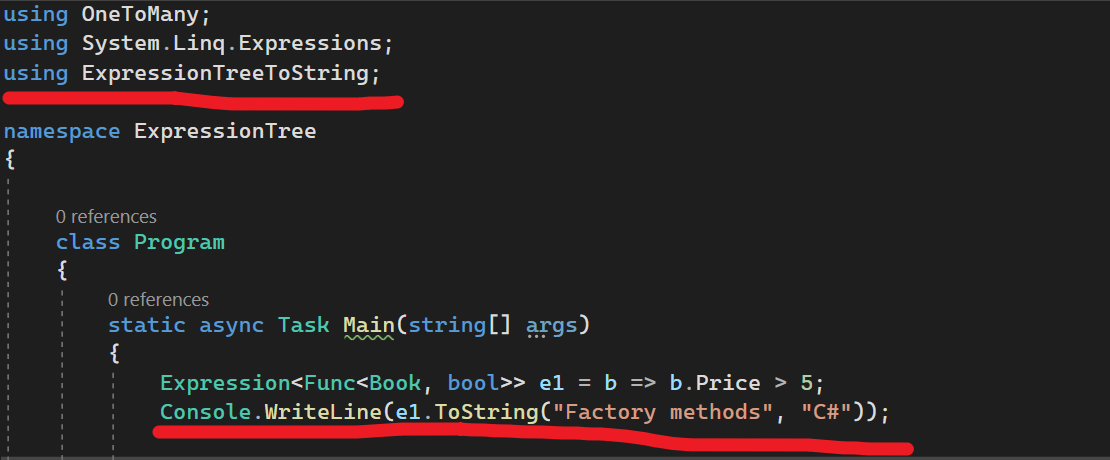 using OneToMany;
using System.Linq.Expressions;
using ExpressionTreeToString;
namespace ExpressionTree
{
0 references
class Program
{
0 references
static async Task Main(string[] args)
{
Expression<Func<Book, bool>> e1 = b => b.Price > 5;
Console.WriteLine(e1.ToString("Factory methods", "C#"));